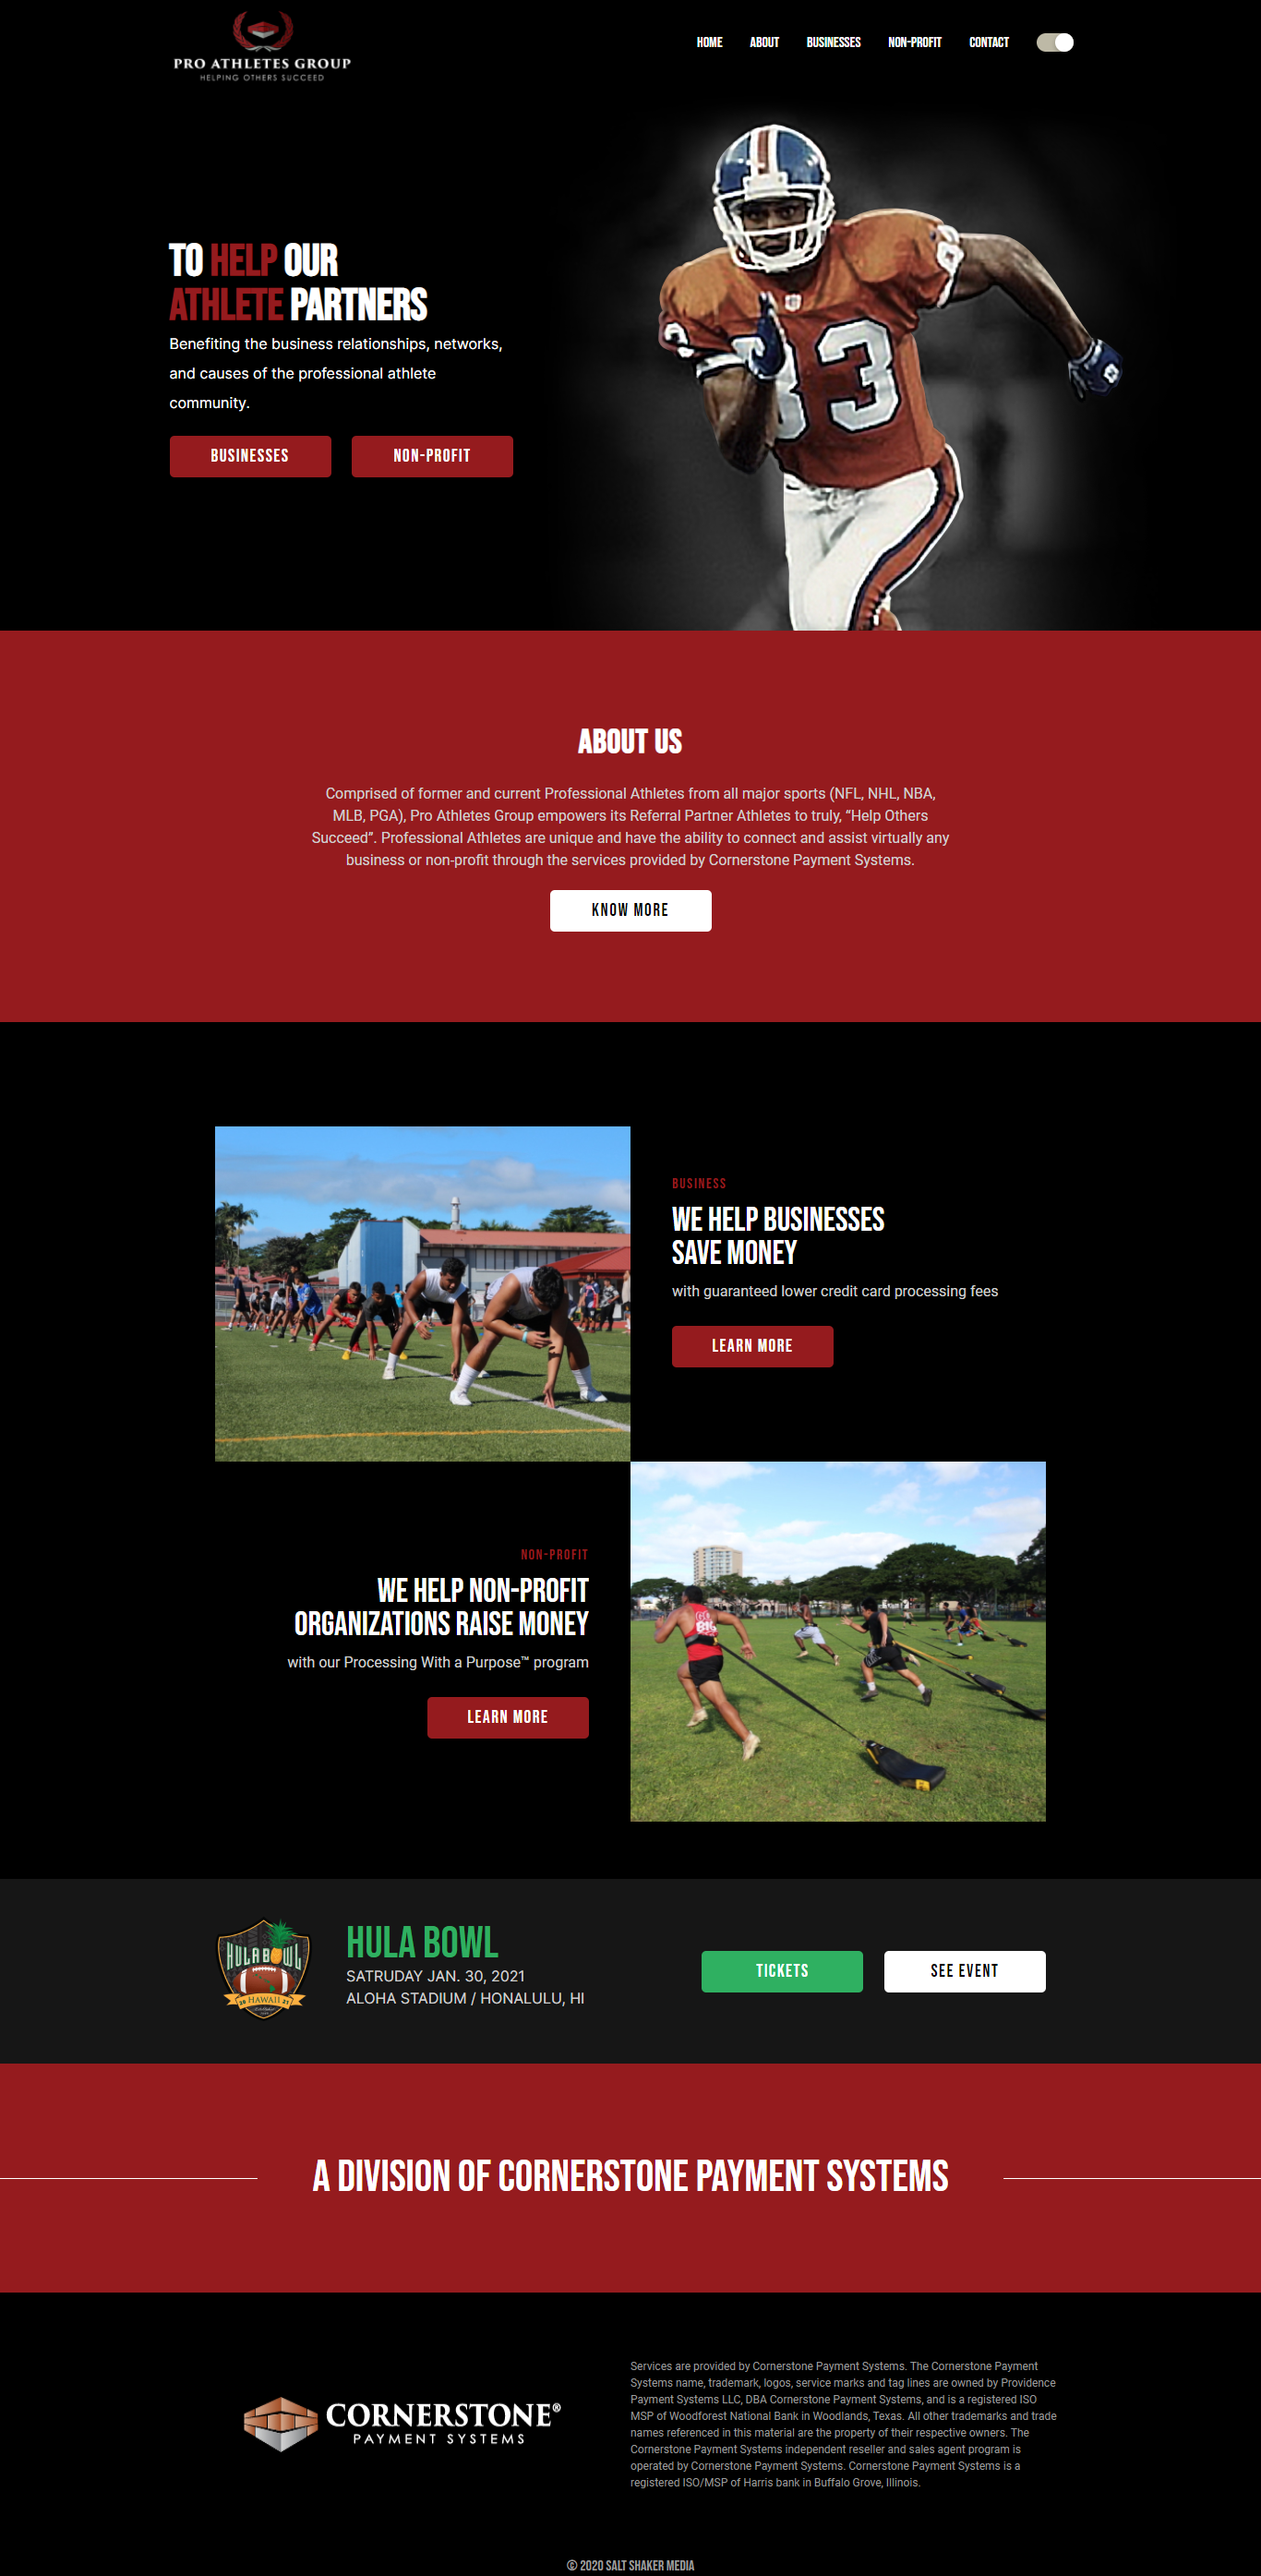 PRO ATHLETES GROUP
HELPING OTHERS SUCCEED
HOME
ABOUT
BUSINESSES
NON-PROFIT
CONTACT
TO HELP OUR
ATHLETE PARTNERS
Benefiting the business relationships, networks,
and causes of the professional athlete
community.
BUSINESSES
NON-PROFIT
83
ABOUT US
Comprised of former and current Professional Athletes from all major sports (NFL, NHL, NBA,
MLB, PGA), Pro Athletes Group empowers its Referral Partner Athletes to truly, “Help Others
Succeed”. Professional Athletes are unique and have the ability to connect and assist virtually any
business or non-profit through the services provided by Cornerstone Payment Systems.
KNOW MORE
BUSINESS
WE HELP BUSINESSES
SAVE MONEY
with guaranteed lower credit card processing fees
LEARN MORE
NON-PROFIT
WE HELP NON-PROFIT
ORGANIZATIONS RAISE MONEY
with our Processing With a Purpose™ program
LEARN MORE
HULA BOWL
HAWAII
HULA BOWL
SATRUDAY JAN. 30, 2021
ALOHA STADIUM / HONALULU, HI
TICKETS
SEE EVENT
A DIVISION OF CORNERSTONE PAYMENT SYSTEMS
CORNERSTONE®
PAYMENT SYSTEMS
Services are provided by Cornerstone Payment Systems. The Cornerstone Payment
Systems name, trademark, logos, service marks and tag lines are owned by Providence
Payment Systems LLC, DBA Cornerstone Payment Systems, and is a registered ISO
MSP of Woodforest National Bank in Woodlands, Texas. All other trademarks and trade
names referenced in this material are the property of their respective owners. The
Cornerstone Payment Systems independent reseller and sales agent program is
operated by Cornerstone Payment Systems. Cornerstone Payment Systems is a
registered ISO/MSP of Harris bank in Buffalo Grove, Illinois.
© 2020 SALT SHAKER MEDIA